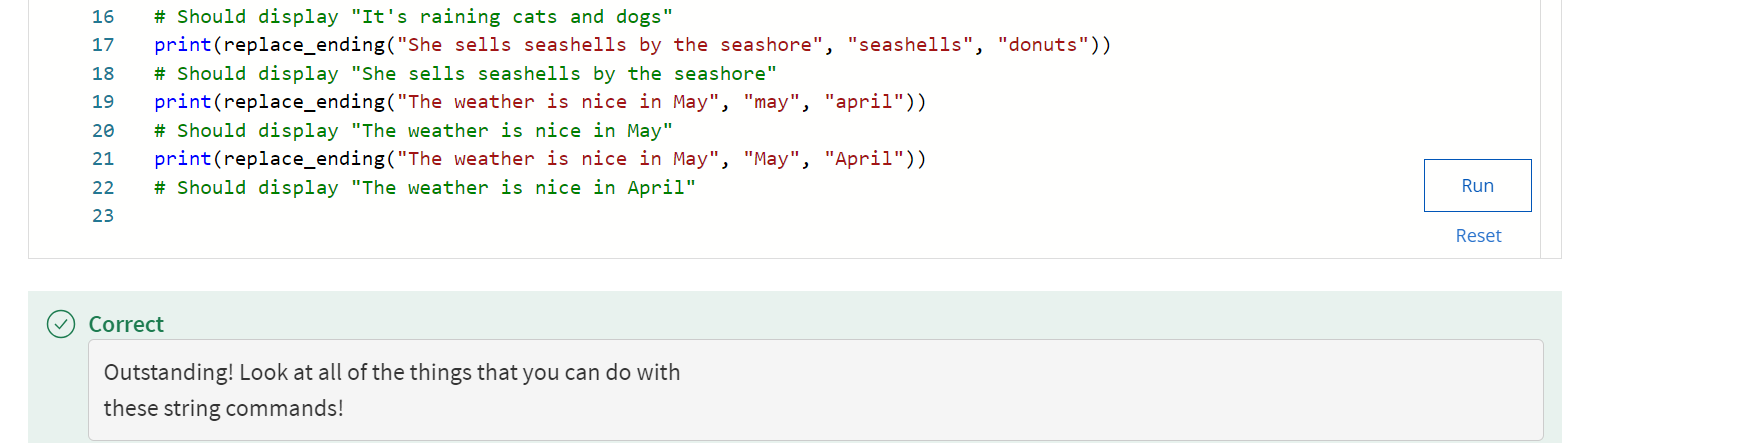 16 # Should display "It's raining cats and dogs"
17 print(replace_ending("She sells seashells by the seashore", "seashells", "donuts"))
18 # Should display "She sells seashells by the seashore"
19 print(replace_ending("The weather is nice in May", "may", "april"))
20 # Should display "The weather is nice in May"
21 print(replace_ending("The weather is nice in May", "May", "April"))
22 # Should display "The weather is nice in April"
23
Run
Reset
Correct
Outstanding! Look at all of the things that you can do with
these string commands!